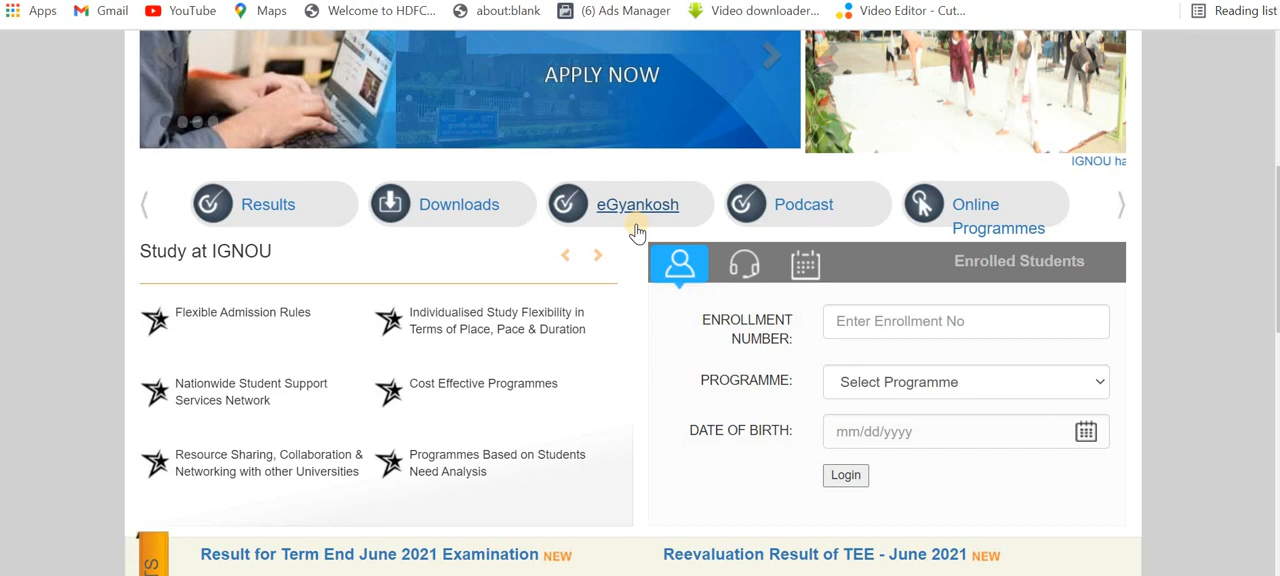 Apps Gmail YouTube Maps Welcome to HDFC... about:blank (6) Ads Manager Video downloader... Video Editor - Cut... Reading list
APPLY NOW
IGNOU ha
Results Downloads eGyankosh Podcast Online
Programmes
Study at IGNOU
Enrolled Students
Flexible Admission Rules
Individualised Study Flexibility in
Terms of Place, Pace & Duration
Nationwide Student Support
Services Network
Cost Effective Programmes
Resource Sharing, Collaboration &
Networking with other Universities
Programmes Based on Students
Need Analysis
ENROLLMENT
NUMBER:
Enter Enrollment No
PROGRAMME:
Select Programme
DATE OF BIRTH:
mm/dd/yyyy
Login
Result for Term End June 2021 Examination NEW
Reevaluation Result of TEE - June 2021 NEW